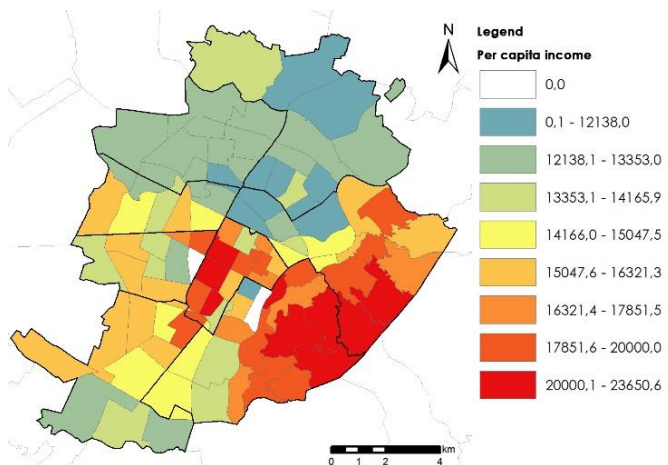 N
Legend
Per capita income
0,0
0,1 - 12138,0
12138,1 - 13353,0
13353,1 - 14165,9
14166,0 - 15047,5
15047,6 - 16321,3
16321,4 - 17851,5
17851,6 - 20000,0
20000,1 - 23650,6
km
0 1 2 4